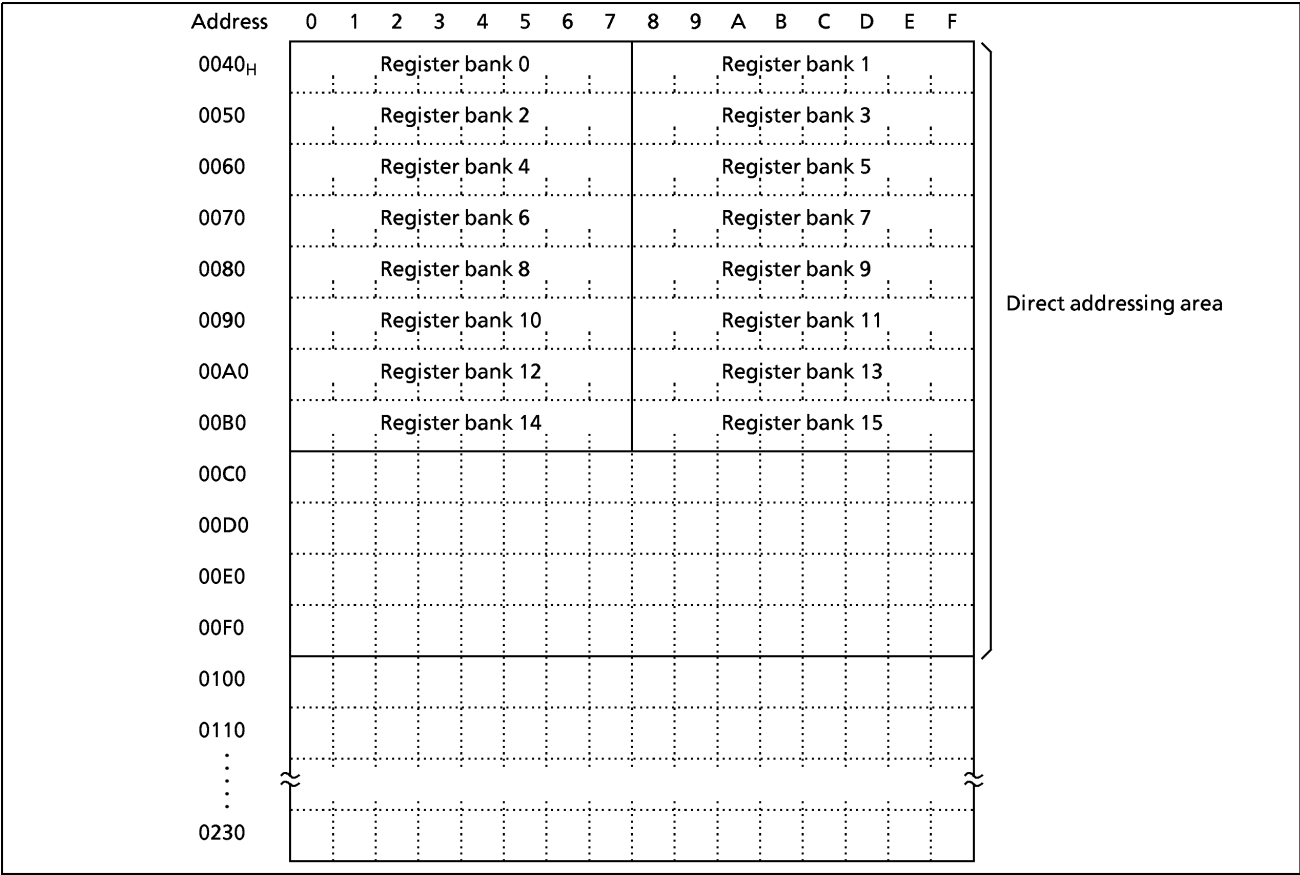 Address 0 1 2 3 4 5 6 7 8 9 A B C D E F
0040H Register bank 0 Register bank 1
0050 Register bank 2 Register bank 3
0060 Register bank 4 Register bank 5
0070 Register bank 6 Register bank 7
0080 Register bank 8 Register bank 9
Direct addressing area
0090 Register bank 10 Register bank 11
00A0 Register bank 12 Register bank 13
00B0 Register bank 14 Register bank 15
00C0
00D0
00E0
00F0
0100
0110
0230